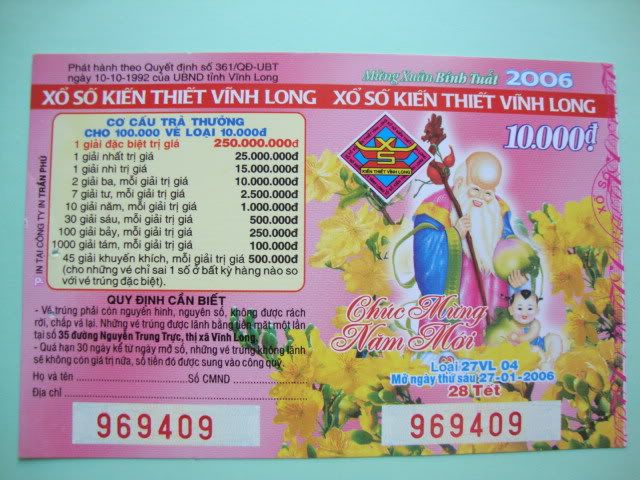 Phát hành theo Quyết định số 361/QĐ-UBT
ngày 10-10-1992 của UBND tỉnh Vĩnh Long
XỔ SỐ KIẾN THIẾT VĨNH LONG
CƠ CẤU TRẢ THƯỞNG
CHO 100.000 VÉ LOẠI 10.000đ
1 giải đặc biệt trị giá 250.000.000đ
1 giải nhất trị giá 25.000.000đ
1 giải nhì trị giá 15.000.000đ
2 giải ba, mỗi giải trị giá 10.000.000đ
7 giải tư, mỗi giải trị giá 2.500.000đ
10 giải năm, mỗi giải trị giá 1.000.000đ
30 giải sáu, mỗi giải trị giá 500.000đ
100 giải bảy, mỗi giải trị giá 250.000đ
1000 giải tám, mỗi giải trị giá 100.000đ
45 giải khuyến khích, mỗi giải trị giá 500.000đ
(cho những vé chỉ sai 1 số ở bất kỳ hàng nào so
với vé trúng đặc biệt).
IN TẠI CÔNG TY IN TRẦN PHÚ
QUY ĐỊNH CẦN BIẾT
- Vé trúng phải còn nguyên hình, nguyên số, không được rách
rời, chắp vá lại. Những vé trúng được lãnh bằng tiền mặt một lần
tại số 35 đường Nguyễn Trung Trực, thị xã Vĩnh Long.
- Quá hạn 30 ngày kể từ ngày mở số, những vé trúng không lãnh
sẽ không còn giá trị nữa, số tiền đó được sung vào công quỹ.
Họ và tên Số CMND
Địa chỉ
969409
Mừng Xuân Bính Tuất 2006
XỔ SỐ KIẾN THIẾT VĨNH LONG
10.000đ
XS
KIẾN THIẾT VĨNH LONG
XỔ SỐ
Chúc Mừng
Năm Mới
Loại 27VL 04
Mở ngày thứ sáu 27-01-2006
28 Tết
969409